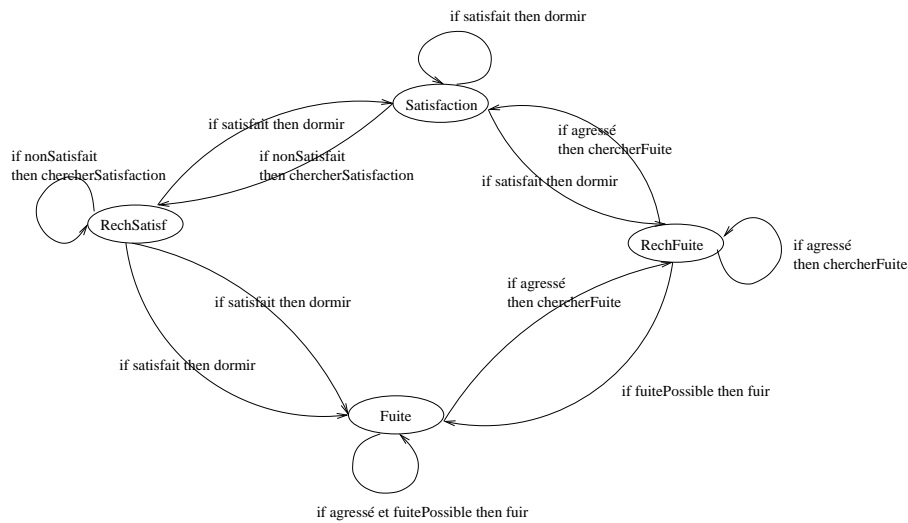 if satisfait then dormir
Satisfaction
if satisfait then dormir
if agressé
then chercherFuite
if nonSatisfait
then chercherSatisfaction
if nonSatisfait
then chercherSatisfaction
if satisfait then dormir
RechSatisf
RechFuite
if agressé
then chercherFuite
if agressé
then chercherFuite
if satisfait then dormir
if satisfait then dormir
if fuitePossible then fuir
Fuite
if agressé et fuitePossible then fuir